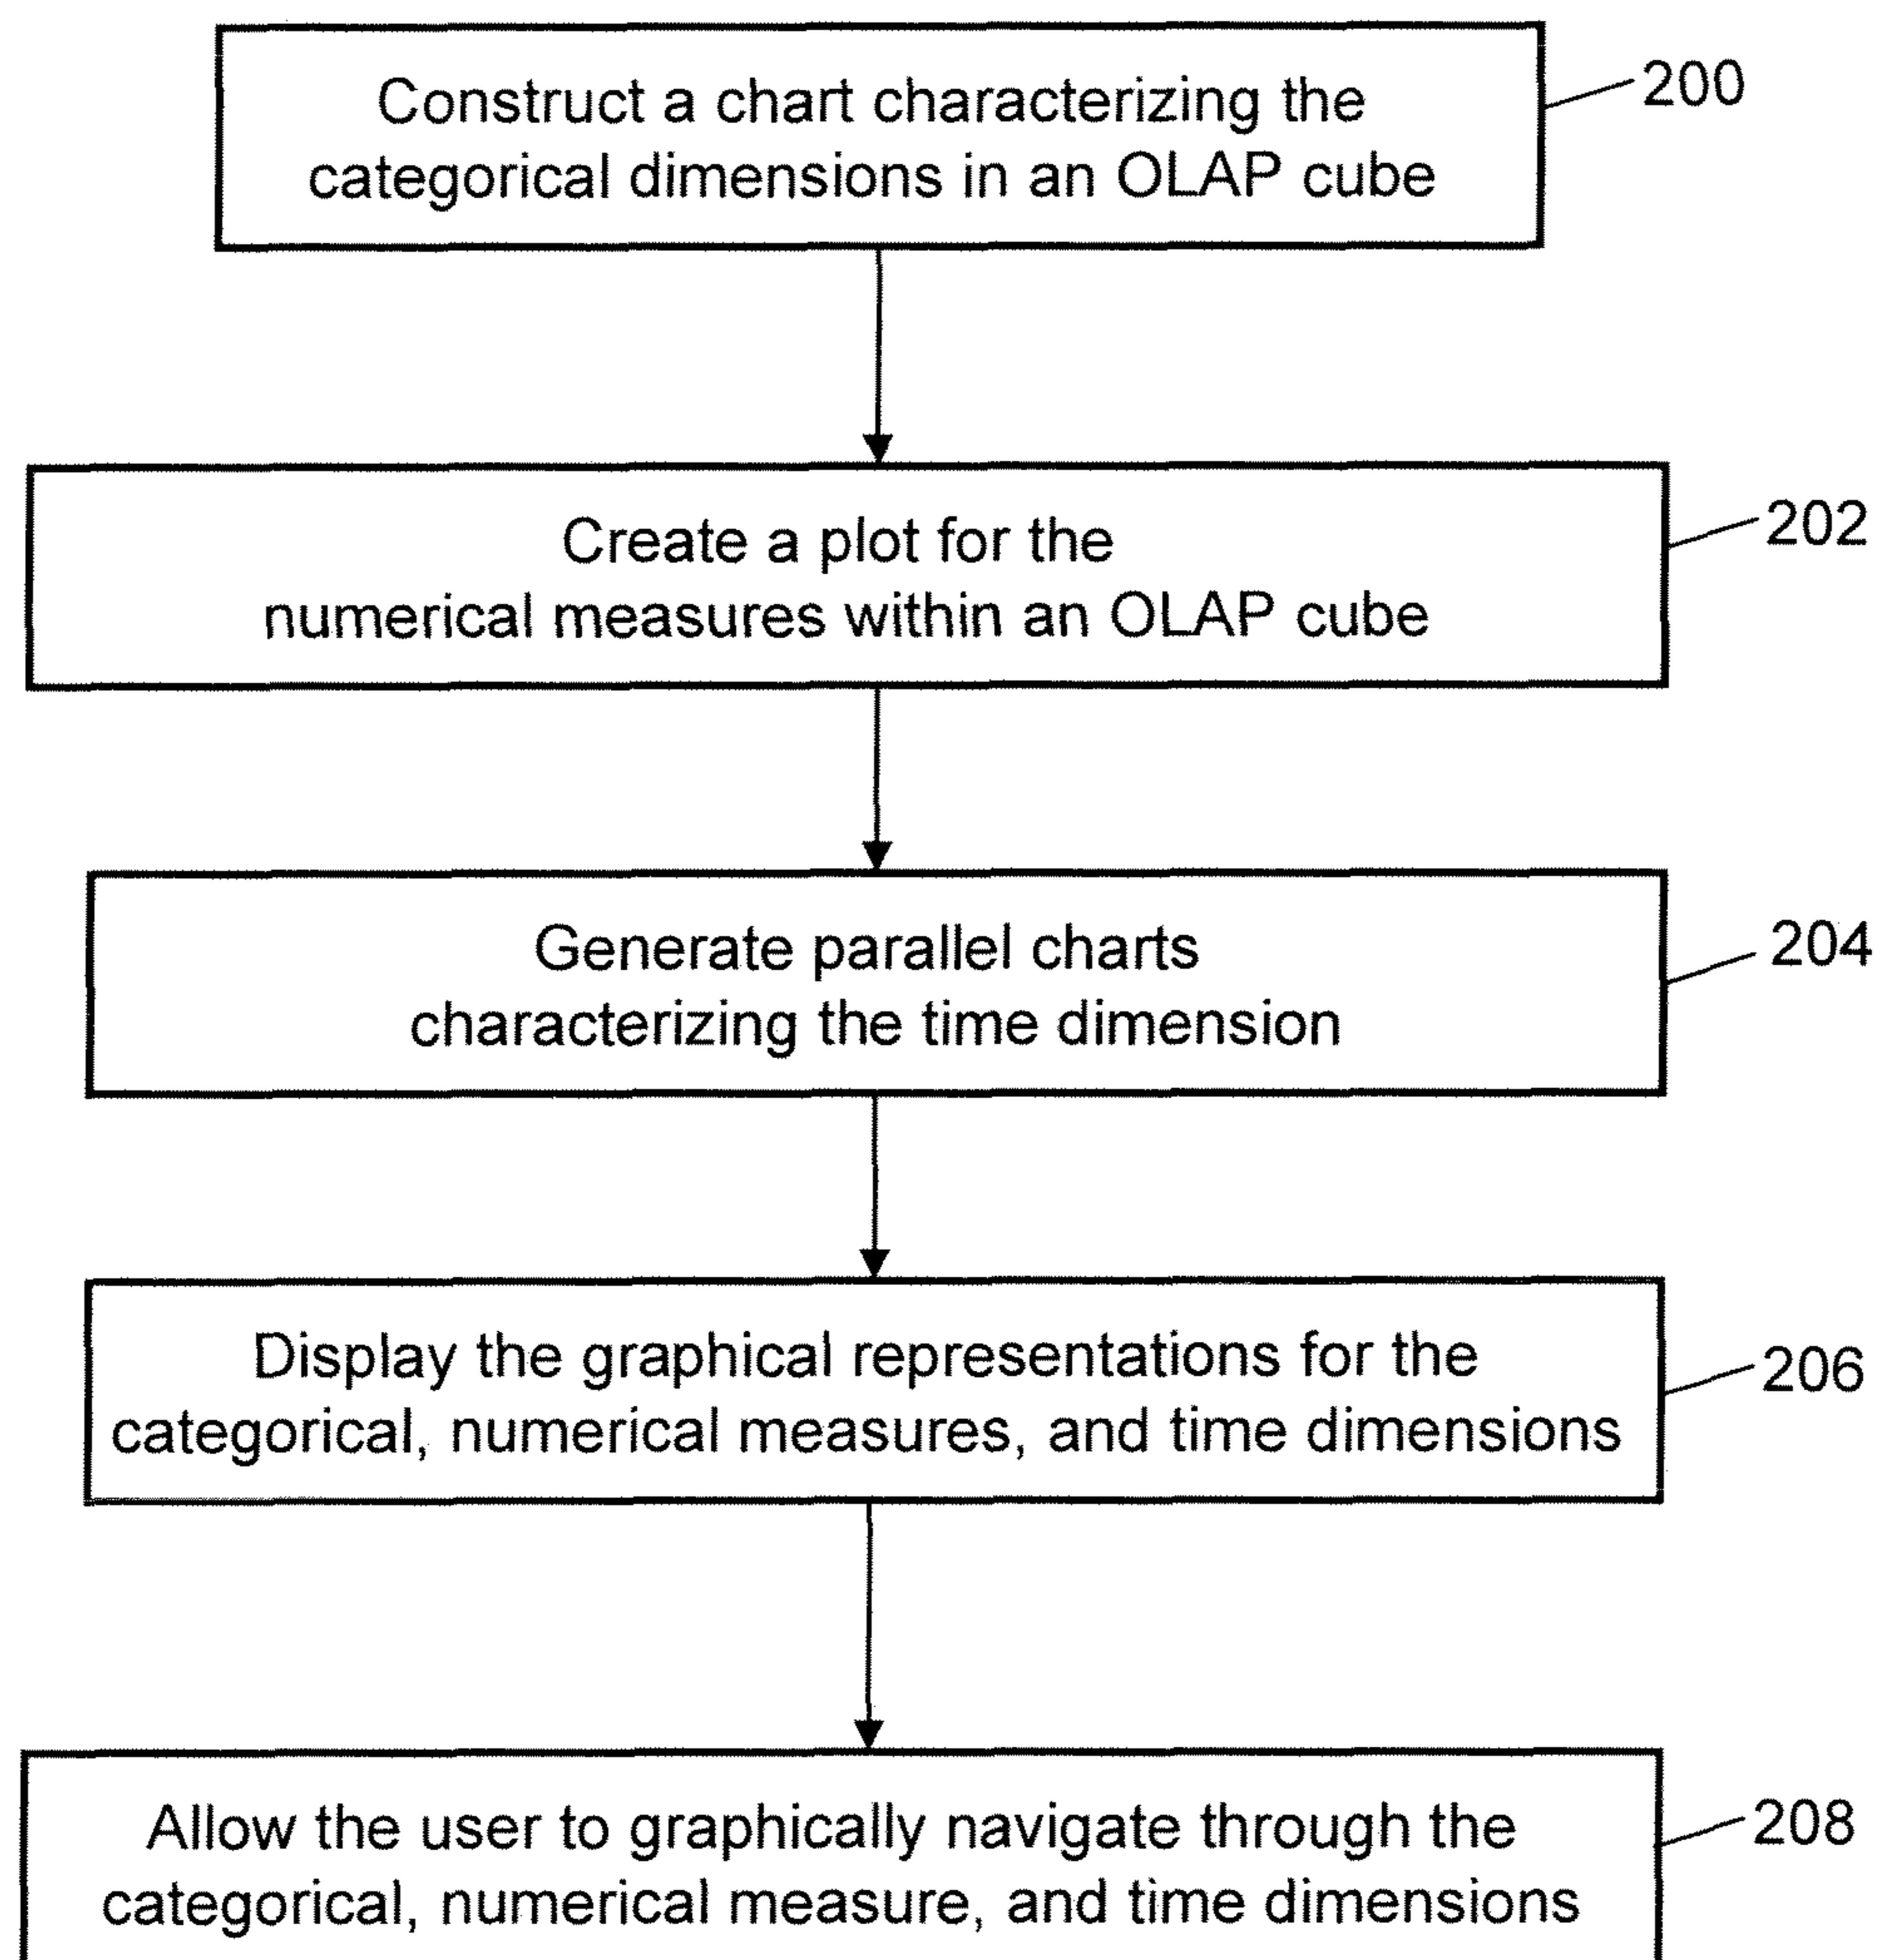 Construct a chart characterizing the
categorical dimensions in an OLAP cube
200
Create a plot for the
numerical measures within an OLAP cube
202
Generate parallel charts
characterizing the time dimension
204
Display the graphical representations for the
categorical, numerical measures, and time dimensions
206
Allow the user to graphically navigate through the
categorical, numerical measure, and time dimensions
208